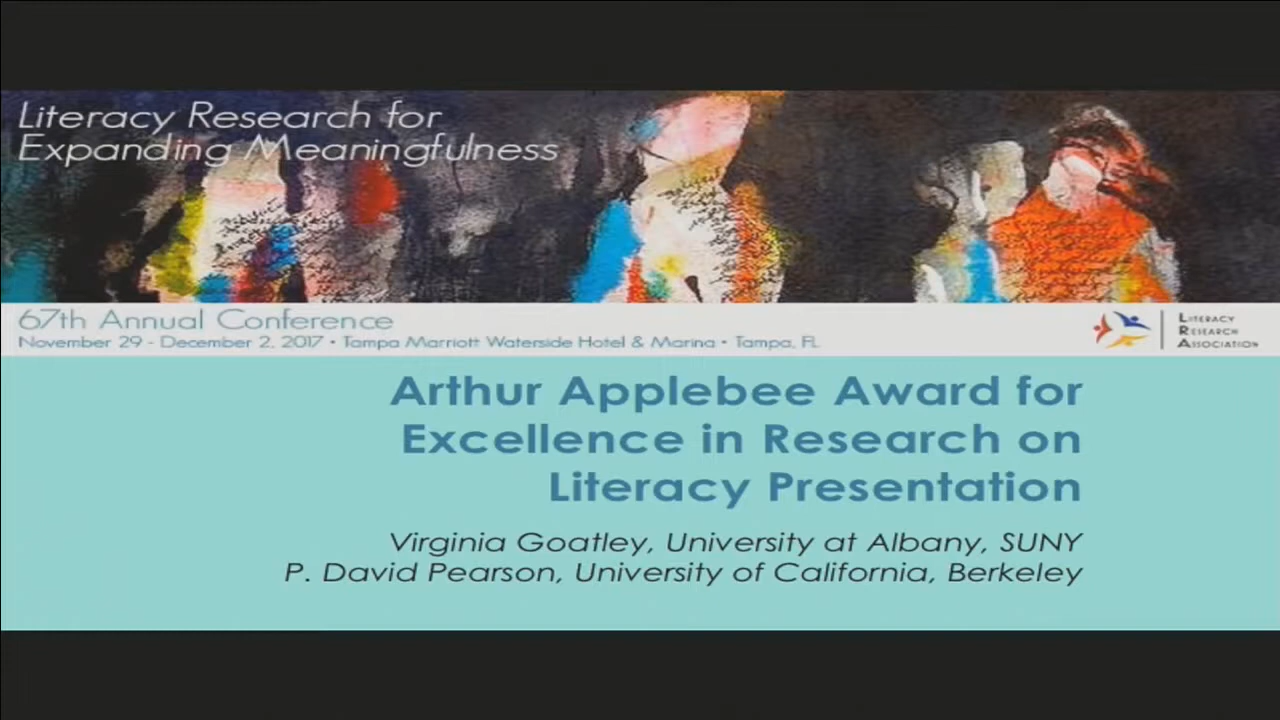 Literacy Research for
Expanding Meaningfulness
67th Annual Conference
November 29 - December 2, 2017 • Tampa Marriott Waterside Hotel & Marina • Tampa, FL
LITERACY
RESEARCH
ASSOCIATION
Arthur Applebee Award for
Excellence in Research on
Literacy Presentation
Virginia Goatley, University at Albany, SUNY
P. David Pearson, University of California, Berkeley